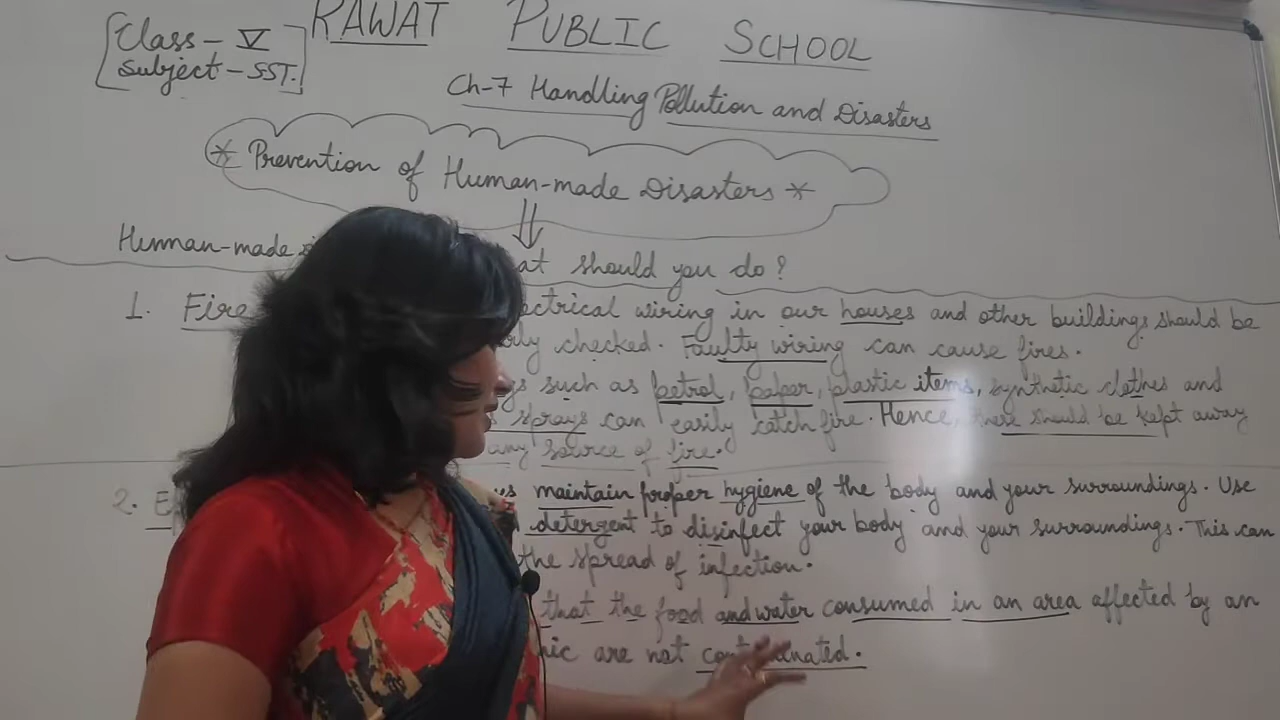 RAWAT PUBLIC SCHOOL
Class - V
Subject - SST.
Ch-7 Handling Pollution and Disasters
* Prevention of Human-made Disasters *
Human-made
should you do?
1. Fire
wiring in our houses and other buildings should be
checked. Faulty wiring can cause fires.
such as petrol, paper, plastic items, synthetic clothes and
sprays can easily catch fire. Hence, these should be kept away
any source of fire.
2.
maintain proper hygiene of the body and your surroundings. Use
detergent to disinfect your body and your surroundings. This can
the spread of infection.
that the food and water consumed in an area affected by an
are not contaminated.